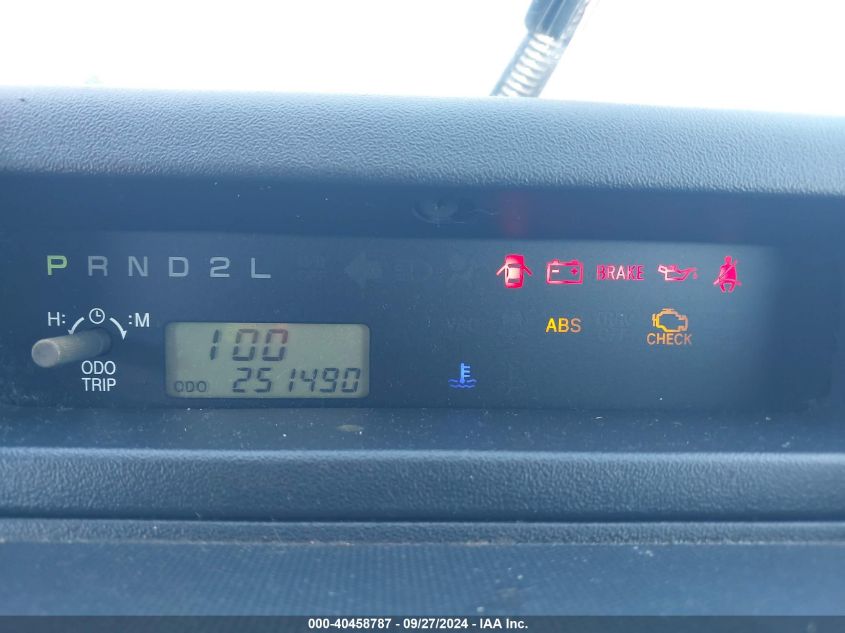 P R N D 2 L
BRAKE
H: :M
ABS
CHECK
100
ODO
TRIP
ODO 251490
000-40458787 - 09/27/2024 - IAA Inc.